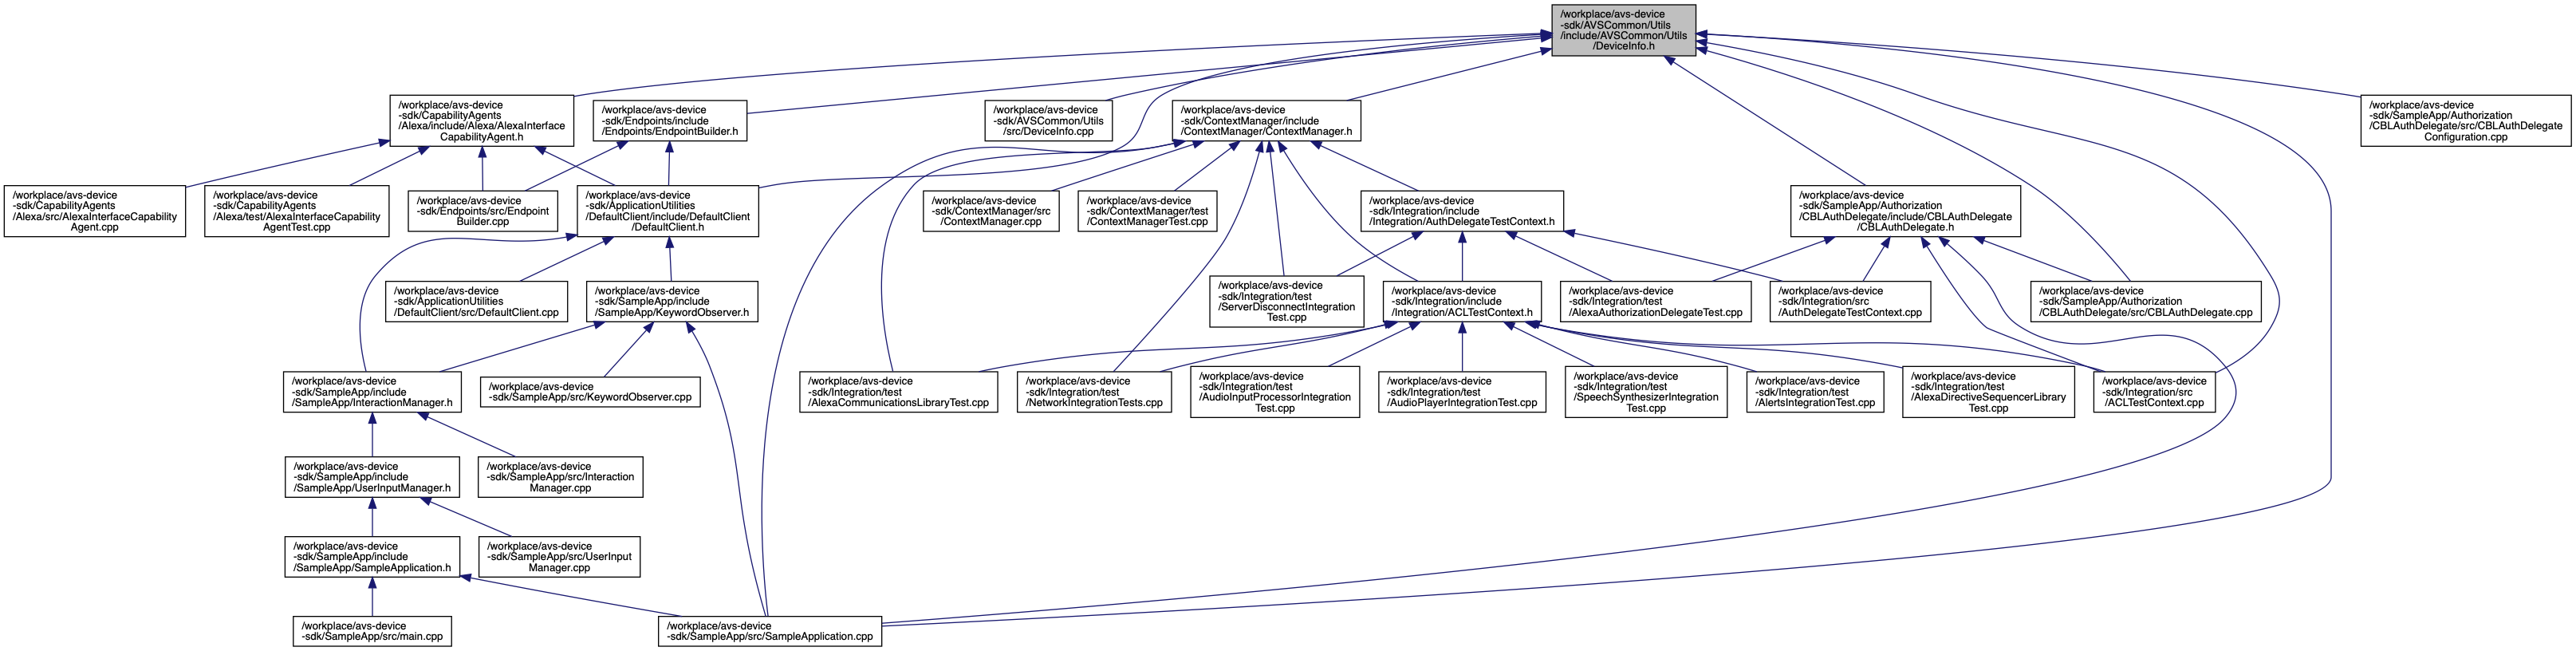 /workplace/avs-device
-sdk/AVSCommon/Utils
/include/AVSCommon/Utils
/DeviceInfo.h
/workplace/avs-device
-sdk/CapabilityAgents
/Alexa/include/Alexa/AlexaInterface
CapabilityAgent.h
/workplace/avs-device
-sdk/Endpoints/include
/Endpoints/EndpointBuilder.h
/workplace/avs-device
-sdk/AVSCommon/Utils
/src/DeviceInfo.cpp
/workplace/avs-device
-sdk/ContextManager/include
/ContextManager/ContextManager.h
/workplace/avs-device
-sdk/SampleApp/Authorization
/CBLAuthDelegate/src/CBLAuthDelegate
Configuration.cpp
/workplace/avs-device
-sdk/CapabilityAgents
/Alexa/src/AlexaInterfaceCapability
Agent.cpp
/workplace/avs-device
-sdk/CapabilityAgents
/Alexa/test/AlexaInterfaceCapability
AgentTest.cpp
/workplace/avs-device
-sdk/Endpoints/src/Endpoint
Builder.cpp
/workplace/avs-device
-sdk/ApplicationUtilities
/DefaultClient/include/DefaultClient
/DefaultClient.h
/workplace/avs-device
-sdk/ContextManager/src
/ContextManager.cpp
/workplace/avs-device
-sdk/ContextManager/test
/ContextManagerTest.cpp
/workplace/avs-device
-sdk/Integration/include
/Integration/AuthDelegateTestContext.h
/workplace/avs-device
-sdk/SampleApp/Authorization
/CBLAuthDelegate/include/CBLAuthDelegate
/CBLAuthDelegate.h
/workplace/avs-device
-sdk/ApplicationUtilities
/DefaultClient/src/DefaultClient.cpp
/workplace/avs-device
-sdk/SampleApp/include
/SampleApp/KeywordObserver.h
/workplace/avs-device
-sdk/Integration/test
/ServerDisconnectIntegration
Test.cpp
/workplace/avs-device
-sdk/Integration/include
/Integration/ACLTestContext.h
/workplace/avs-device
-sdk/Integration/test
/AlexaAuthorizationDelegateTest.cpp
/workplace/avs-device
-sdk/Integration/src
/AuthDelegateTestContext.cpp
/workplace/avs-device
-sdk/SampleApp/Authorization
/CBLAuthDelegate/src/CBLAuthDelegate.cpp
/workplace/avs-device
-sdk/SampleApp/include
/SampleApp/InteractionManager.h
/workplace/avs-device
-sdk/SampleApp/src/KeywordObserver.cpp
/workplace/avs-device
-sdk/Integration/test
/AlexaCommunicationsLibraryTest.cpp
/workplace/avs-device
-sdk/Integration/test
/NetworkIntegrationTests.cpp
/workplace/avs-device
-sdk/Integration/test
/AudioInputProcessorIntegration
Test.cpp
/workplace/avs-device
-sdk/Integration/test
/AudioPlayerIntegrationTest.cpp
/workplace/avs-device
-sdk/Integration/test
/SpeechSynthesizerIntegration
Test.cpp
/workplace/avs-device
-sdk/Integration/test
/AlertsIntegrationTest.cpp
/workplace/avs-device
-sdk/Integration/test
/AlexaDirectiveSequencerLibrary
Test.cpp
/workplace/avs-device
-sdk/Integration/src
/ACLTestContext.cpp
/workplace/avs-device
-sdk/SampleApp/include
/SampleApp/UserInputManager.h
/workplace/avs-device
-sdk/SampleApp/src/Interaction
Manager.cpp
/workplace/avs-device
-sdk/SampleApp/include
/SampleApp/SampleApplication.h
/workplace/avs-device
-sdk/SampleApp/src/UserInput
Manager.cpp
/workplace/avs-device
-sdk/SampleApp/src/main.cpp
/workplace/avs-device
-sdk/SampleApp/src/SampleApplication.cpp